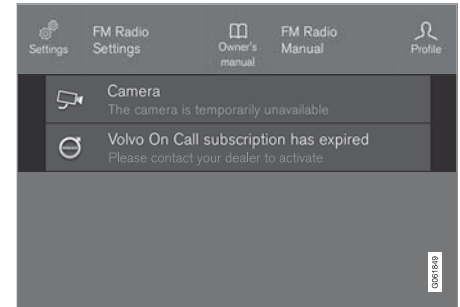 Settings
FM Radio
Settings
Owner's
manual
FM Radio
Manual
Profile
Camera
The camera is temporarily unavailable
Volvo On Call subscription has expired
Please contact your dealer to activate
G061849